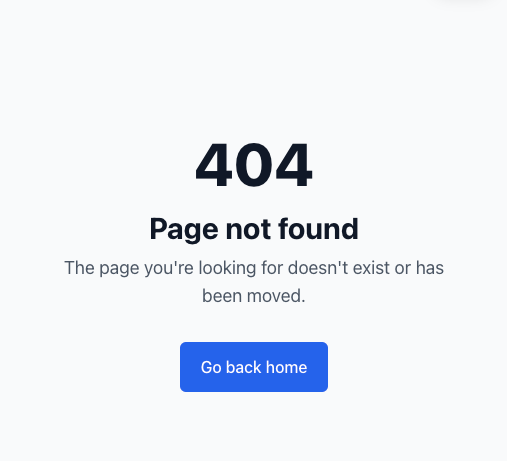 404
Page not found
The page you're looking for doesn't exist or has
been moved.
Go back home